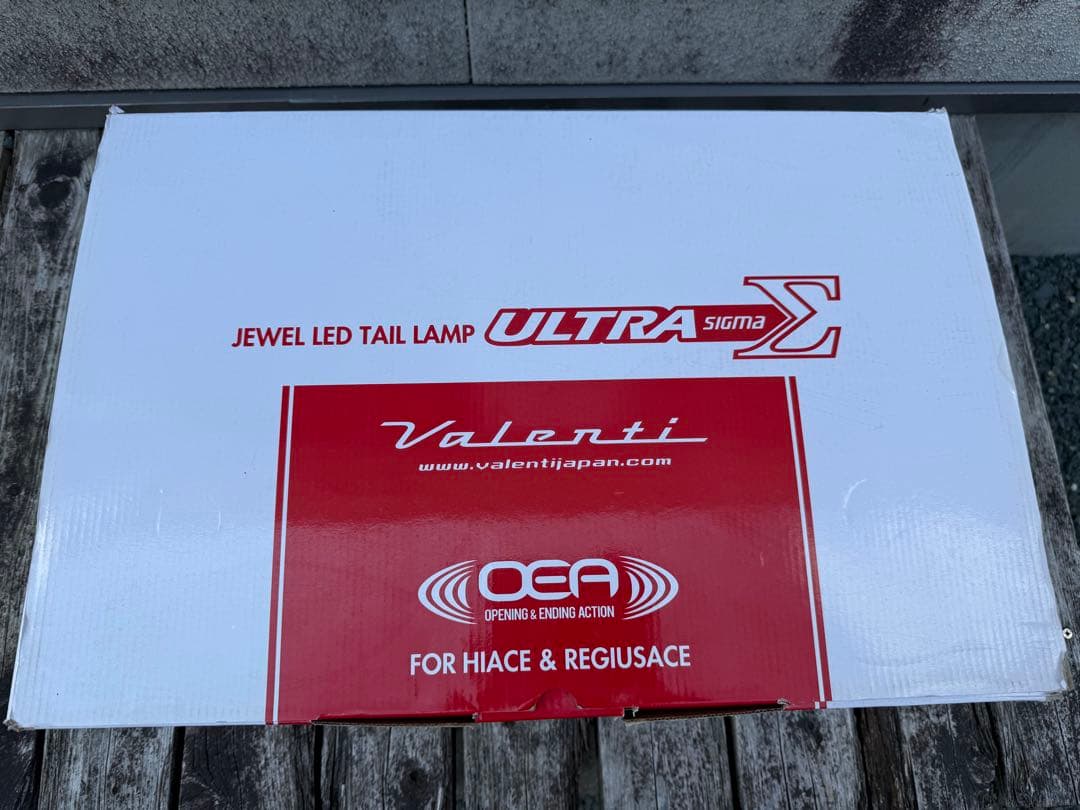 JEWEL LED TAIL LAMP ULTRA SIGMA Σ
Valenti
www.valentijapan.com
OEA
OPENING & ENDING ACTION
FOR HIACE & REGIUSACE